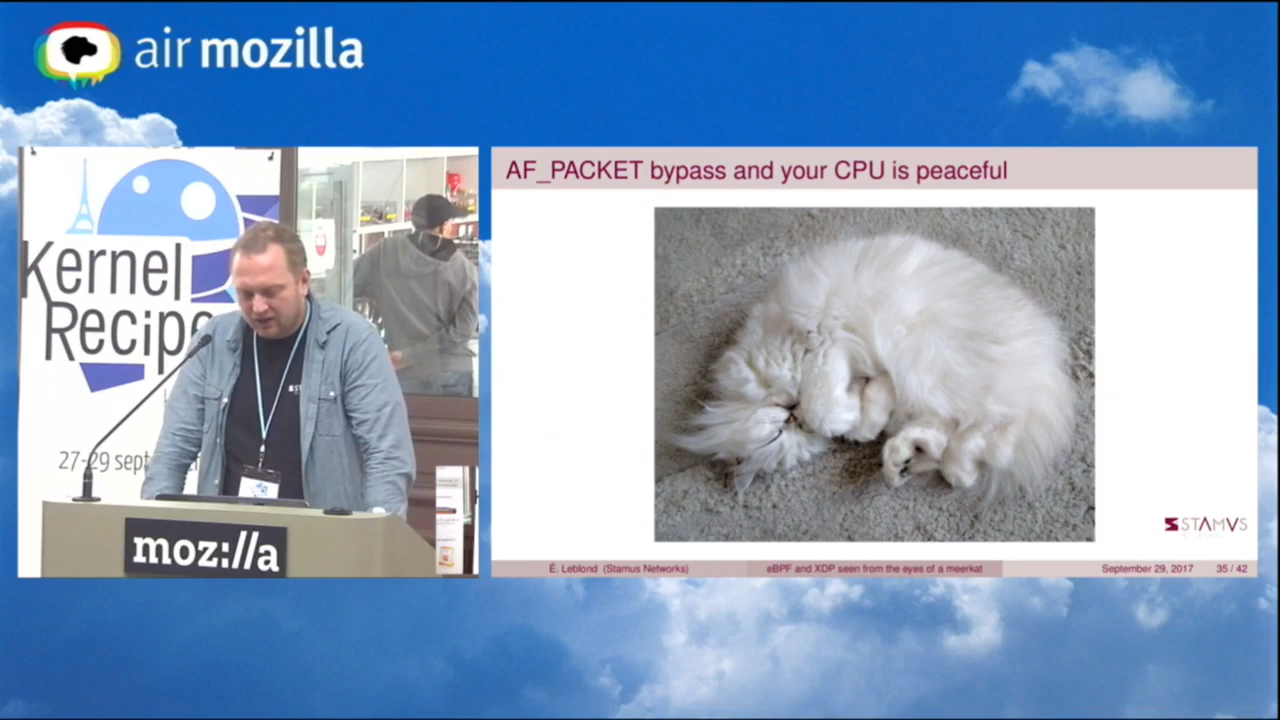 air mozilla
AF_PACKET bypass and your CPU is peaceful
Kernel
Recipe
27-29 sept
moz://a
STAMVS
É. Leblond (Stamus Networks)
eBPF and XDP seen from the eyes of a meerkat
September 29, 2017
35 / 42